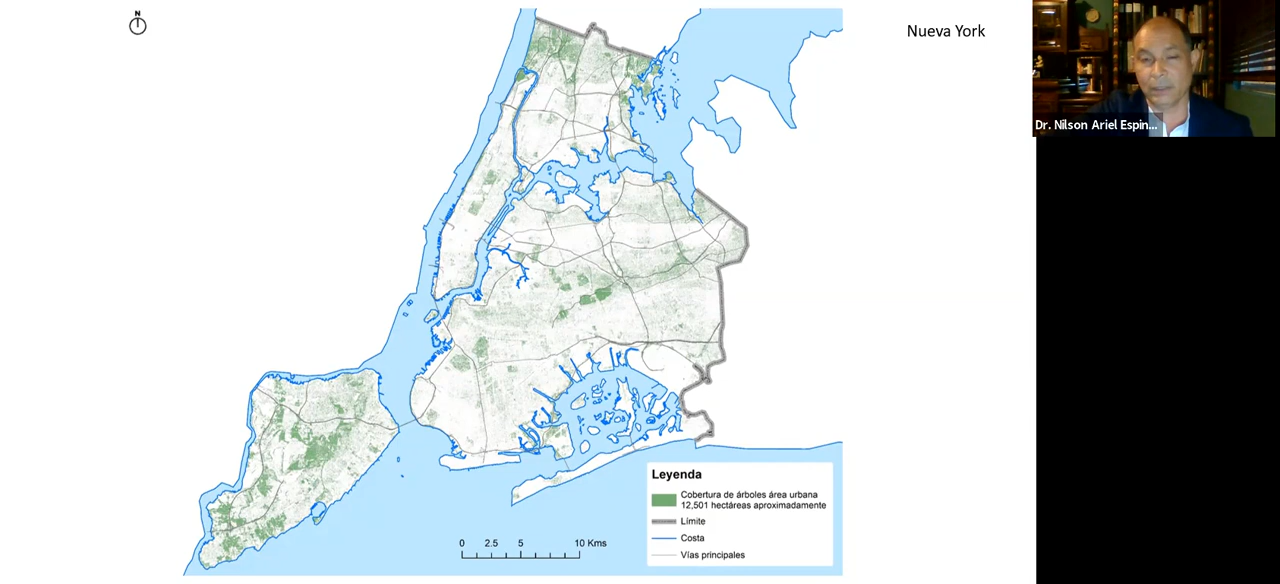 N
Nueva York
Dr. Nilson Ariel Espin...
Leyenda
Cobertura de árboles área urbana
12,501 hectáreas aproximadamente
Límite
Costa
Vías principales
0 2.5 5 10 Kms